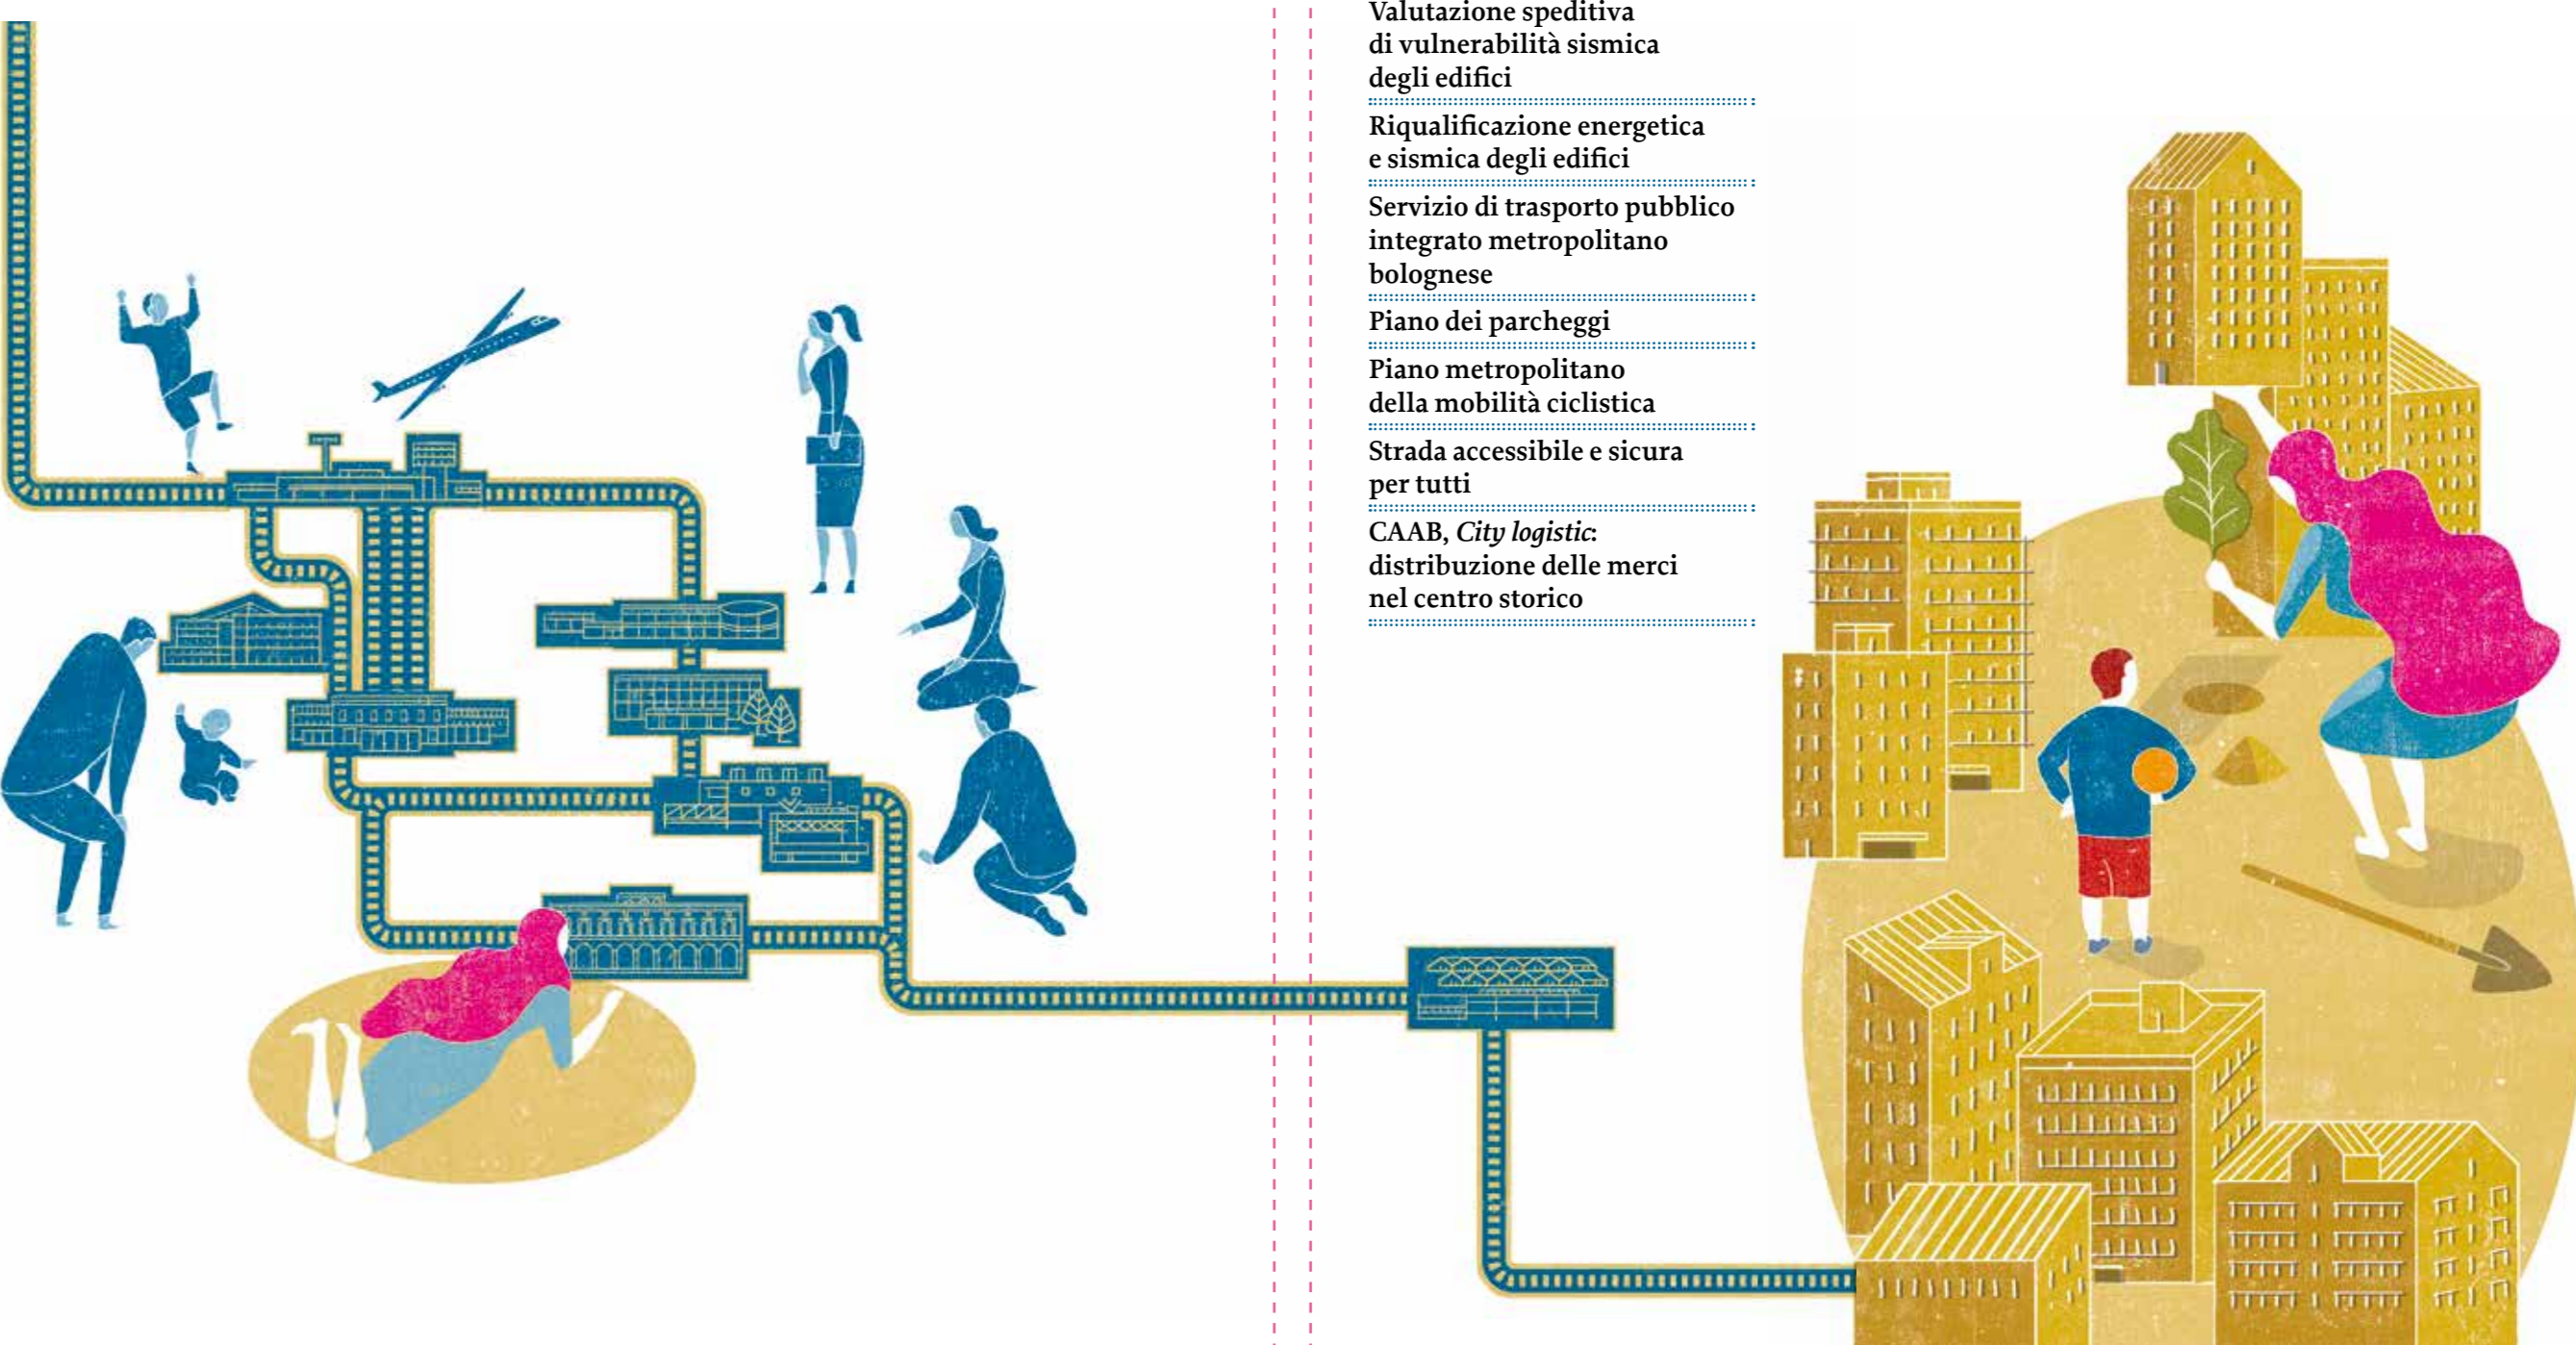 Valutazione speditiva
di vulnerabilità sismica
degli edifici
Riqualificazione energetica
e sismica degli edifici
Servizio di trasporto pubblico
integrato metropolitano
bolognese
Piano dei parcheggi
Piano metropolitano
della mobilità ciclistica
Strada accessibile e sicura
per tutti
CAAB, City logistic:
distribuzione delle merci
nel centro storico